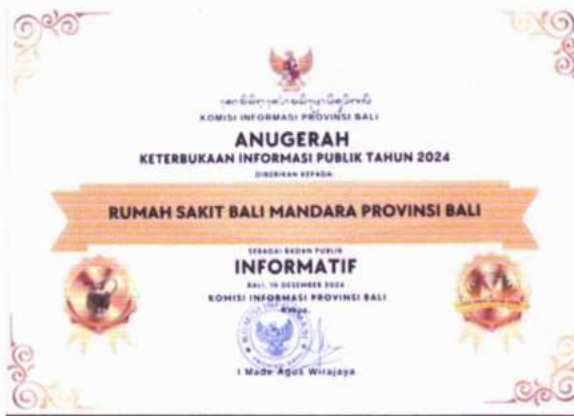 KOMISI INFORMASI PROVINSI BALI
ANUGERAH
KETERBUKAAN INFORMASI PUBLIK TAHUN 2024
DIBERIKAN KEPADA
RUMAH SAKIT BALI MANDARA PROVINSI BALI
SEBAGAI BADAN PUBLIK
INFORMATIF
BALI, DESEMBER 2024
KOMISI INFORMASI PROVINSI BALI
I Made Agus Wirajaya